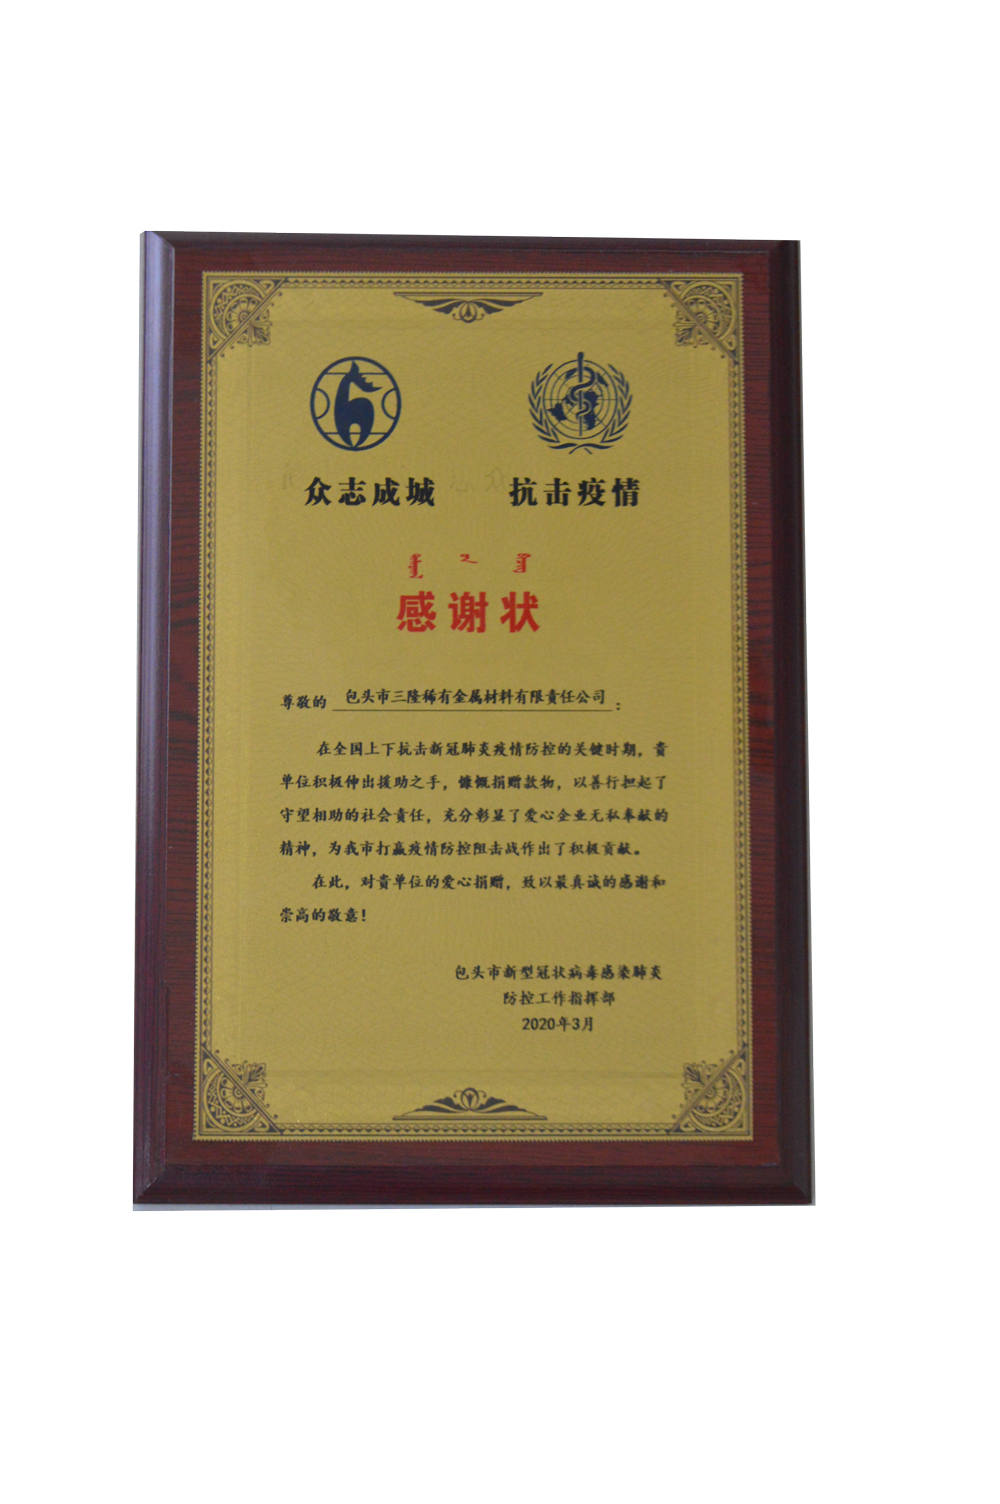 众志成城 抗击疫情
感谢状
尊敬的 包头市三隆稀有金属材料有限责任公司：
在全国上下抗击新冠肺炎疫情防控的关键时期，贵
单位积极伸出援助之手，慷慨捐赠款物，以善行担起了
守望相助的社会责任，充分彰显了爱心企业无私奉献的
精神，为我市打赢疫情防控阻击战作出了积极贡献。
在此，对贵单位的爱心捐赠，致以最真诚的感谢和
崇高的敬意！
包头市新型冠状病毒感染肺炎
防控工作指挥部
2020年3月